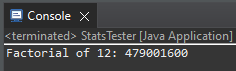 Console
<terminated> StatsTester [Java Application]
Factorial of 12: 479001600